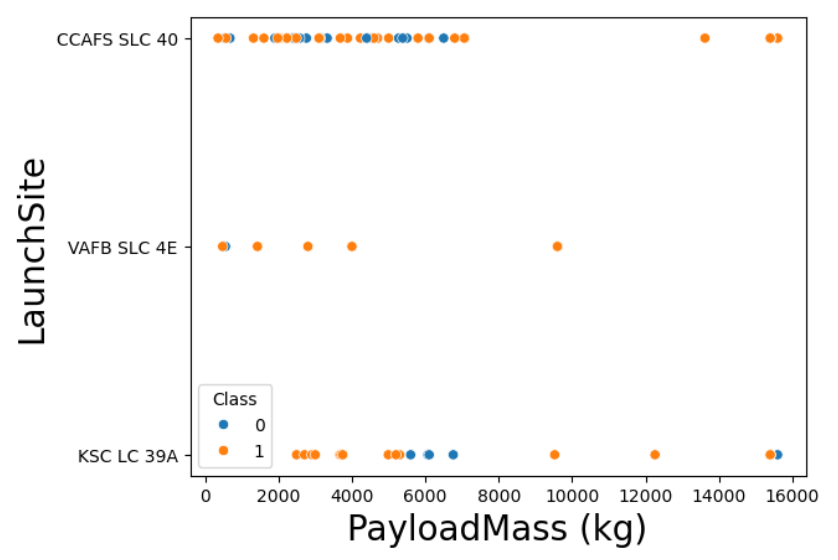 CCAFS SLC 40
VAFB SLC 4E
KSC LC 39A
LaunchSite
Class
0
1
0 2000 4000 6000 8000 10000 12000 14000 16000
PayloadMass (kg)